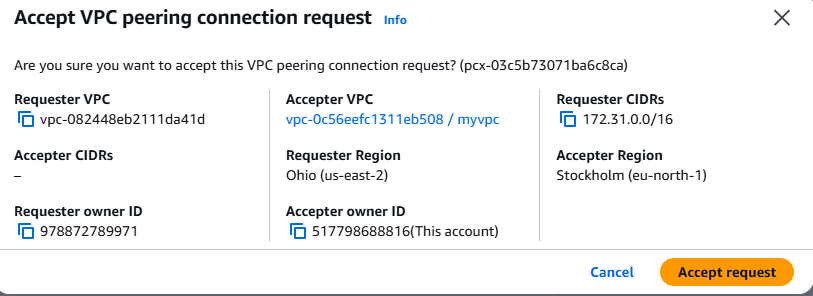 Accept VPC peering connection request Info
Are you sure you want to accept this VPC peering connection request? (pcx-03c5b73071ba6c8ca)
Requester VPC
vpc-082448eb2111da41d
Accepter VPC
vpc-0c56eefc1311eb508 / myvpc
Requester CIDRs
172.31.0.0/16
Accepter CIDRs
–
Requester Region
Ohio (us-east-2)
Accepter Region
Stockholm (eu-north-1)
Requester owner ID
978872789971
Accepter owner ID
517798688816(This account)
Cancel
Accept request